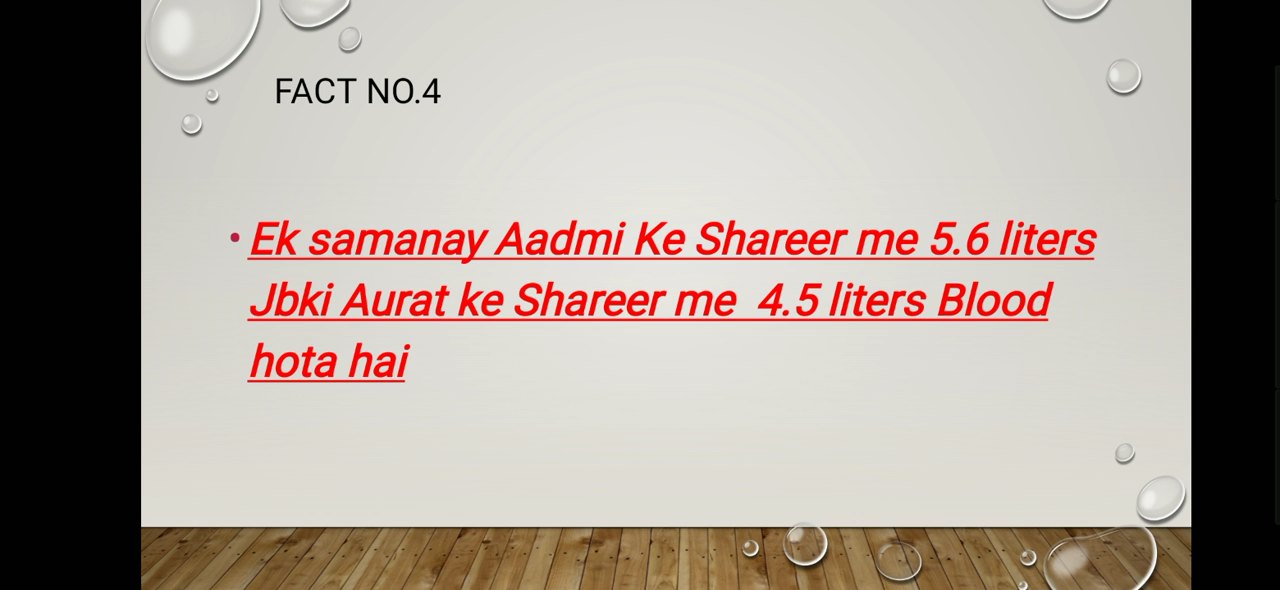 FACT NO.4
• Ek samanay Aadmi Ke Shareer me 5.6 liters
Jbki Aurat ke Shareer me 4.5 liters Blood
hota hai